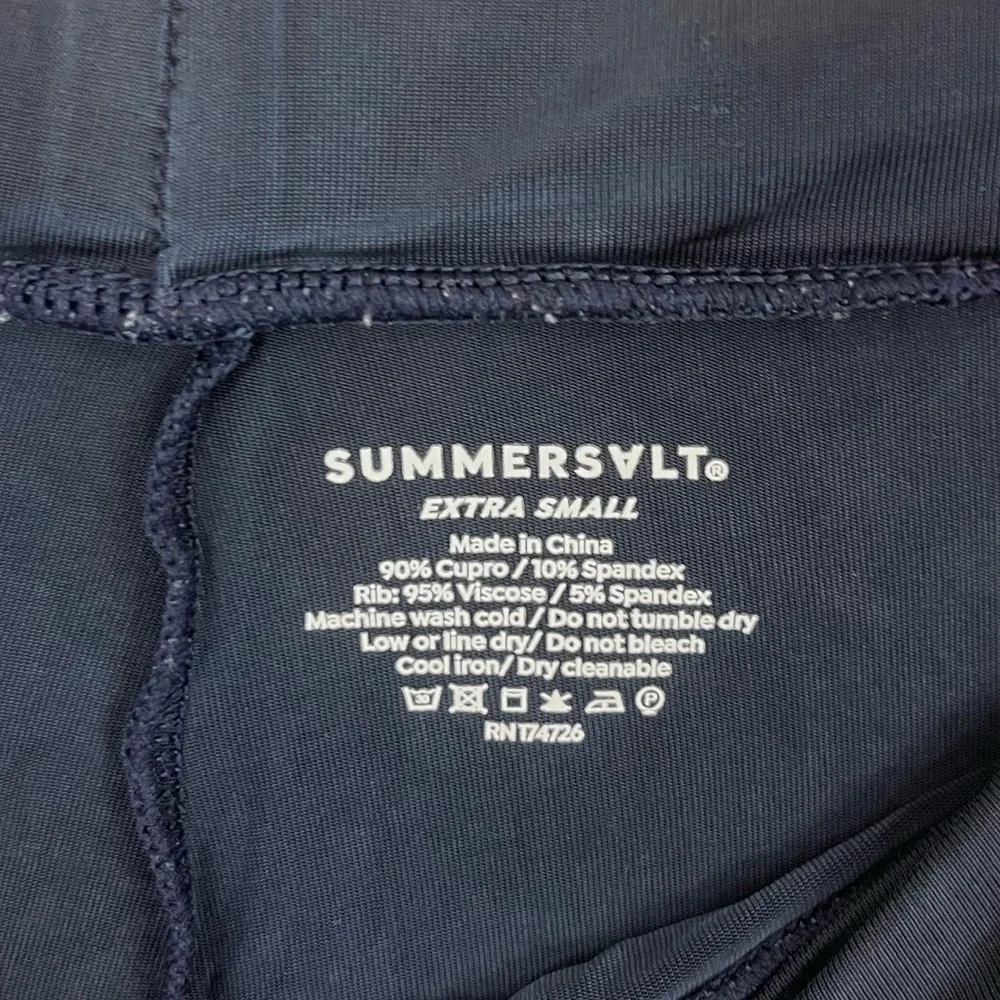 SUMMERSALT®
EXTRA SMALL
Made in China
90% Cupro / 10% Spandex
Rib: 95% Viscose / 5% Spandex
Machine wash cold / Do not tumble dry
Low or line dry/ Do not bleach
Cool iron/ Dry cleanable
30 P
RN174726